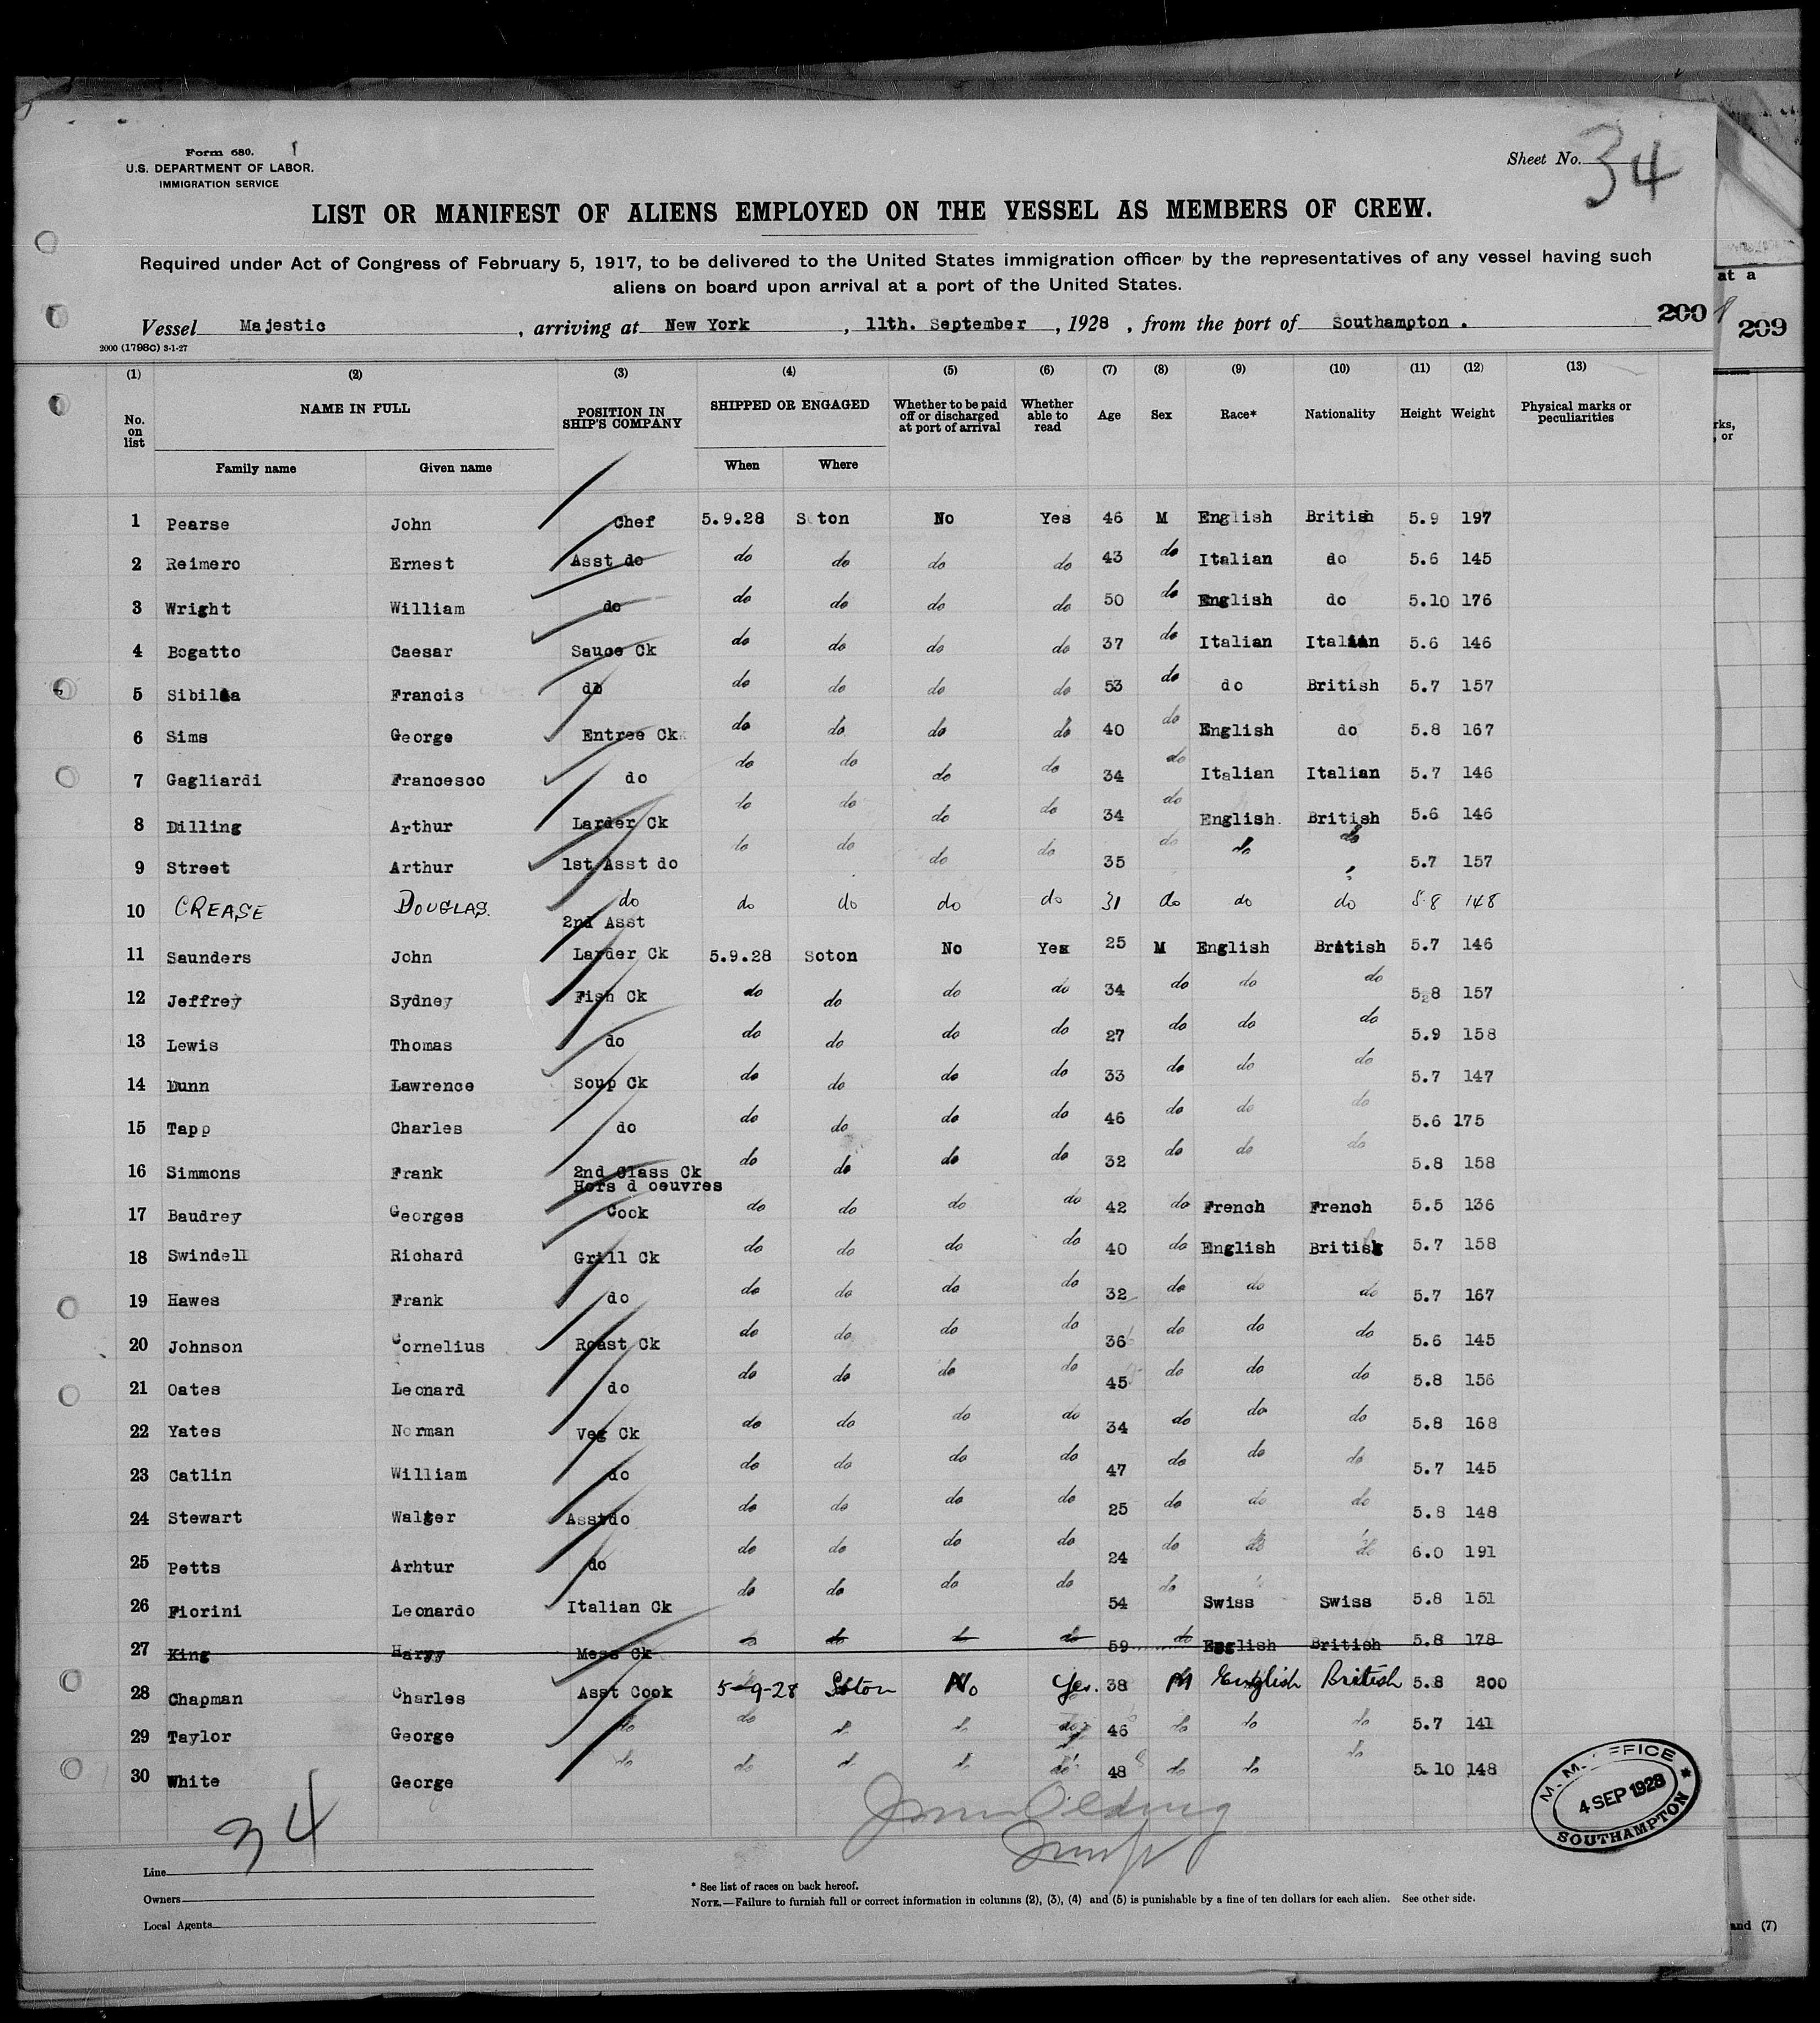 Form 680.
U.S. DEPARTMENT OF LABOR.
IMMIGRATION SERVICE
Sheet No. 34
LIST OR MANIFEST OF ALIENS EMPLOYED ON THE VESSEL AS MEMBERS OF CREW.
Required under Act of Congress of February 5, 1917, to be delivered to the United States immigration officer by the representatives of any vessel having such
aliens on board upon arrival at a port of the United States.
at a
Vessel Majestic , arriving at New York , 11th. September , 1928 , from the port of Southampton .
200
209
2000 (1798C) 3-1-27
(1) (2) (3) (4) (5) (6) (7) (8) (9) (10) (11) (12) (13)
No. on list NAME IN FULL POSITION IN SHIP'S COMPANY SHIPPED OR ENGAGED Whether to be paid off or discharged at port of arrival Whether able to read Age Sex Race* Nationality Height Weight Physical marks or peculiarities
rks,
, or
Family name Given name When Where
1 Pearse John Chef 5.9.28 Soton No Yes 46 M English British 5.9 197
2 Reimero Ernest Asst do do do do do 43 do Italian do 5.6 145
3 Wright William do do do do do 50 do English do 5.10 176
4 Bogatto Caesar Sauce Ck do do do do 37 do Italian Italian 5.6 146
5 Sibilia Francis do do do do do 53 do do British 5.7 157
6 Sims George Entree Ck do do do do 40 do English do 5.8 167
7 Gagliardi Francesco do do do do do 34 do Italian Italian 5.7 146
8 Dilling Arthur Larder Ck do do do do 34 do English. British 5.6 146
9 Street Arthur 1st Asst do do do do do 35 do do do 5.7 157
10 CREASE DOUGLAS. do do do do do 31 do do do 5.8 148
2nd Asst
11 Saunders John Larder Ck 5.9.28 Soton No Yes 25 M English British 5.7 146
12 Jeffrey Sydney Fish Ck do do do do 34 do do do 5.8 157
13 Lewis Thomas do do do do do 27 do do do 5.9 158
14 Dunn Lawrence Soup Ck do do do do 33 do do do 5.7 147
15 Tapp Charles do do do do do 46 do do do 5.6 175
16 Simmons Frank 2nd Class Ck do do do do 32 do do do 5.8 158
Hors d oeuvres
17 Baudrey Georges Cook do do do do 42 do French French 5.5 136
18 Swindell Richard Grill Ck do do do do 40 do English British 5.7 158
19 Hawes Frank do do do do do 32 do do do 5.7 167
20 Johnson Cornelius Roast Ck do do do do 36 do do do 5.6 145
21 Oates Leonard do do do do do 45 do do do 5.8 156
22 Yates Norman Veg Ck do do do do 34 do do do 5.8 168
23 Catlin William do do do do do 47 do do do 5.7 145
24 Stewart Walter Asst do do do do do 25 do do do 5.8 148
25 Petts Arhtur do do do do do 24 do do do 6.0 191
26 Fiorini Leonardo Italian Ck do do do do 54 do Swiss Swiss 5.8 151
27 King Harry Mess Ck do do do do 59 do English British 5.8 178
28 Chapman Charles Asst Cook 5-9-28 Soton No Yes. 38 M English British 5.8 200
29 Taylor George do do do do do 46 do do do 5.7 141
30 White George do do do do do 48 do do do 5.10 148
34
M. M. OFFICE
4 SEP 1928
SOUTHAMPTON
Line
Owners
Local Agents
* See list of races on back hereof.
NOTE.—Failure to furnish full or correct information in columns (2), (3), (4) and (5) is punishable by a fine of ten dollars for each alien. See other side.
and (7)